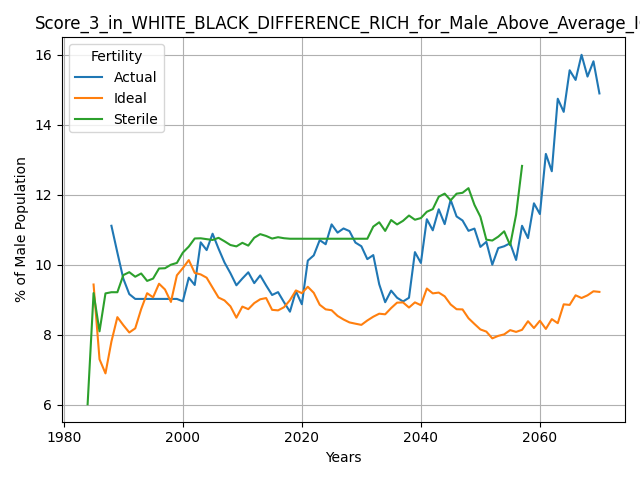 Score_3_in_WHITE_BLACK_DIFFERENCE_RICH_for_Male_Above_Average_I
Fertility
Actual
Ideal
Sterile
16
14
12
10
8
6
% of Male Population
1980
2000
2020
2040
2060
Years